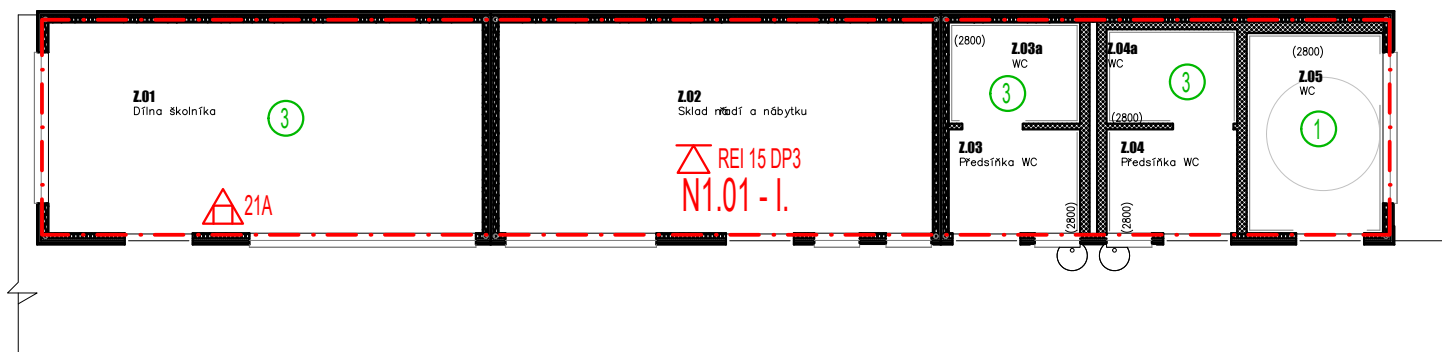 Z.01
Dílna školníka
3
21A
Z.02
Sklad nářadí a nábytku
REI 15 DP3
N1.01 - I.
(2800)
Z.03a
WC
3
Z.03
Předsíňka WC
(2800)
Z.04a
WC
3
(2800)
Z.04
Předsíňka WC
(2800)
(2800)
Z.05
WC
1